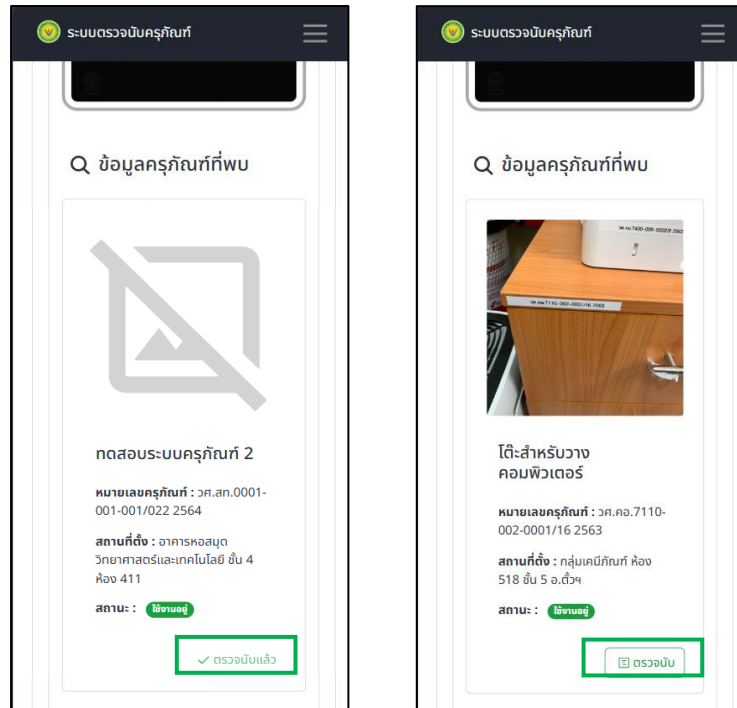 ระบบตรวจนับครุภัณฑ์
ข้อมูลครุภัณฑ์ที่พบ
ทดสอบระบบครุภัณฑ์ 2
หมายเลขครุภัณฑ์ : วศ.สท.0001-
001-001/022 2564
สถานที่ตั้ง : อาคารหอสมุด
วิทยาศาสตร์และเทคโนโลยี ชั้น 4
ห้อง 411
สถานะ : ใช้งานอยู่
ตรวจนับแล้ว
ระบบตรวจนับครุภัณฑ์
ข้อมูลครุภัณฑ์ที่พบ
วศ.คอ.7110-002-0001/16 2563
โต๊ะสำหรับวาง
คอมพิวเตอร์
หมายเลขครุภัณฑ์ : วศ.คอ.7110-
002-0001/16 2563
สถานที่ตั้ง : กลุ่มเคมีภัณฑ์ ห้อง
518 ชั้น 5 อ.ตั้วฯ
สถานะ : ใช้งานอยู่
ตรวจนับ